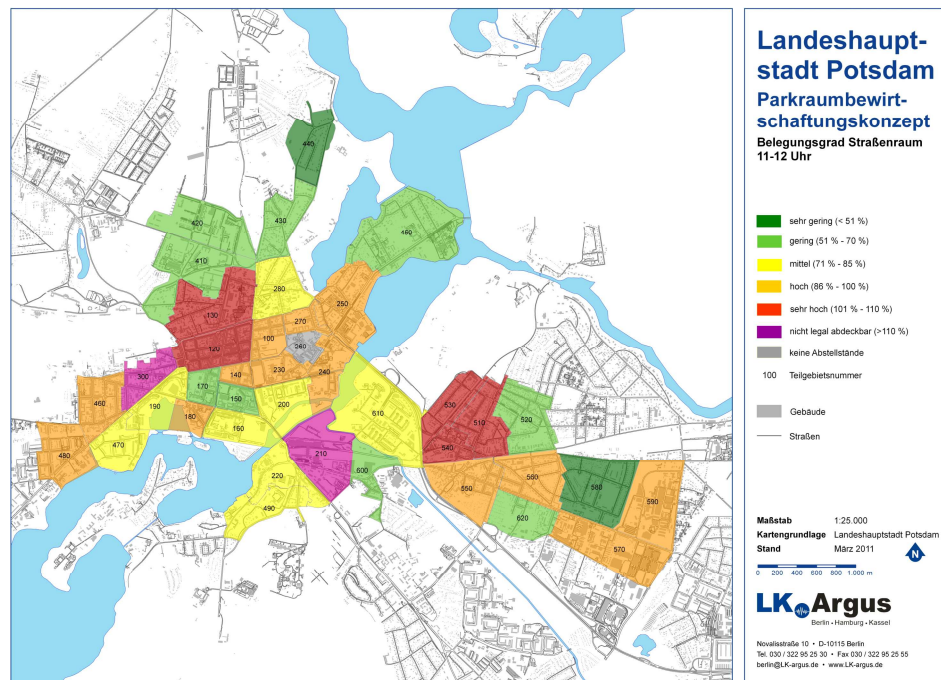 Landeshaupt-
stadt Potsdam
Parkraumbewirt-
schaftungskonzept
Belegungsgrad Straßenraum
11-12 Uhr
sehr gering (< 51 %)
gering (51 % - 70 %)
mittel (71 % - 85 %)
hoch (86 % - 100 %)
sehr hoch (101 % - 110 %)
nicht legal abdeckbar (>110 %)
keine Abstellstände
100 Teilgebietsnummer
Gebäude
Straßen
Maßstab 1:25.000
Kartengrundlage Landeshauptstadt Potsdam
Stand März 2011
N
0 200 400 600 800 1.000 m
LK Argus
Berlin • Hamburg • Kassel
Novalisstraße 10 • D-10115 Berlin
Tel. 030 / 322 95 25 30 • Fax 030 / 322 95 25 55
berlin@LK-argus.de • www.LK-argus.de
440
420
430
410
280
250
130
270
100
120
230
240
140
300
170
150
460
190
200
180
160
470
480
210
220
490
600
610
530
510
520
540
550
560
580
590
620
570